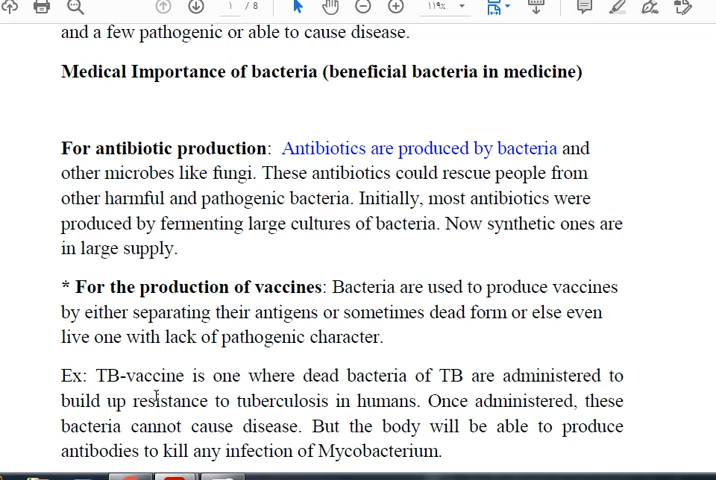 1 / 8
119%
and a few pathogenic or able to cause disease.
Medical Importance of bacteria (beneficial bacteria in medicine)
For antibiotic production: Antibiotics are produced by bacteria and
other microbes like fungi. These antibiotics could rescue people from
other harmful and pathogenic bacteria. Initially, most antibiotics were
produced by fermenting large cultures of bacteria. Now synthetic ones are
in large supply.
* For the production of vaccines: Bacteria are used to produce vaccines
by either separating their antigens or sometimes dead form or else even
live one with lack of pathogenic character.
Ex: TB-vaccine is one where dead bacteria of TB are administered to
build up resistance to tuberculosis in humans. Once administered, these
bacteria cannot cause disease. But the body will be able to produce
antibodies to kill any infection of Mycobacterium.